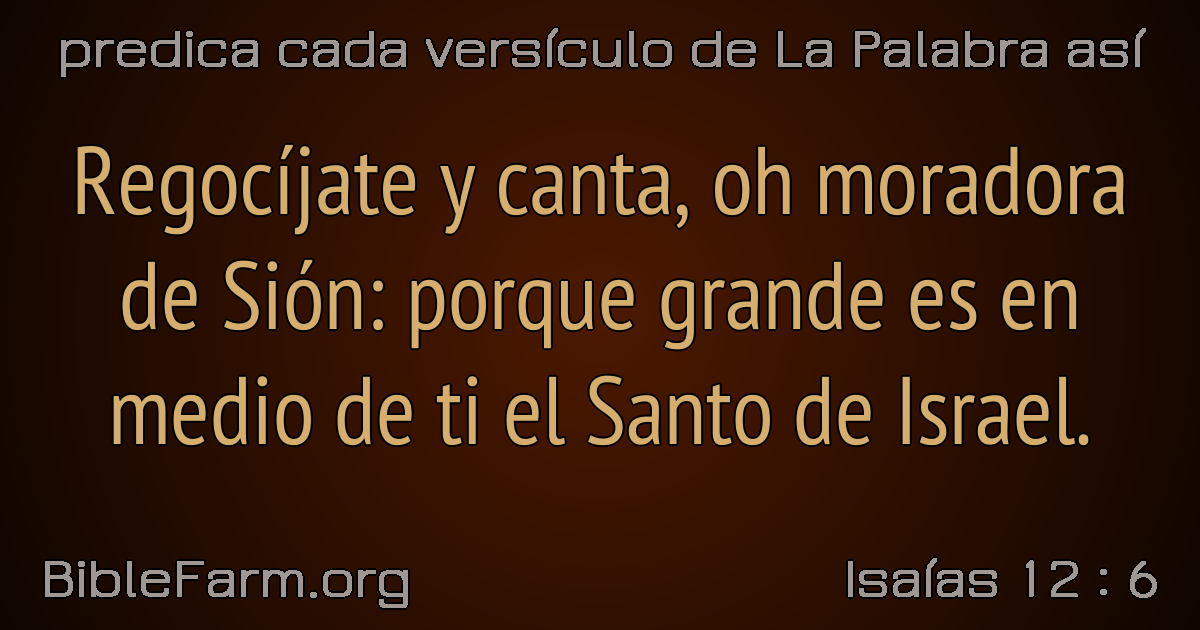 predica cada versículo de La Palabra así
Regocíjate y canta, oh moradora
de Sión: porque grande es en
medio de ti el Santo de Israel.
BibleFarm.org
Isaías 12 : 6